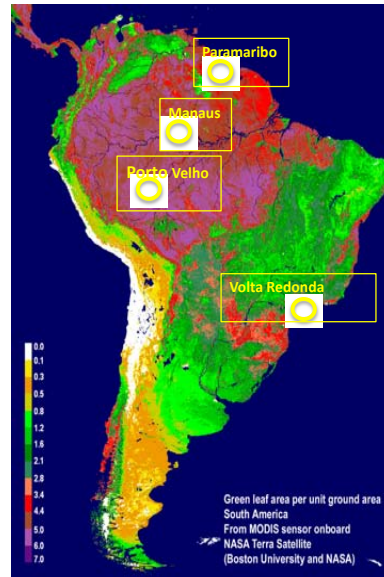 Paramaribo
Manaus
Porto Velho
Volta Redonda
0.0
0.1
0.3
0.5
0.8
1.2
1.6
2.1
2.8
3.4
4.4
5.0
6.0
7.0
Green leaf area per unit ground area
South America
From MODIS sensor onboard
NASA Terra Satellite
(Boston University and NASA)